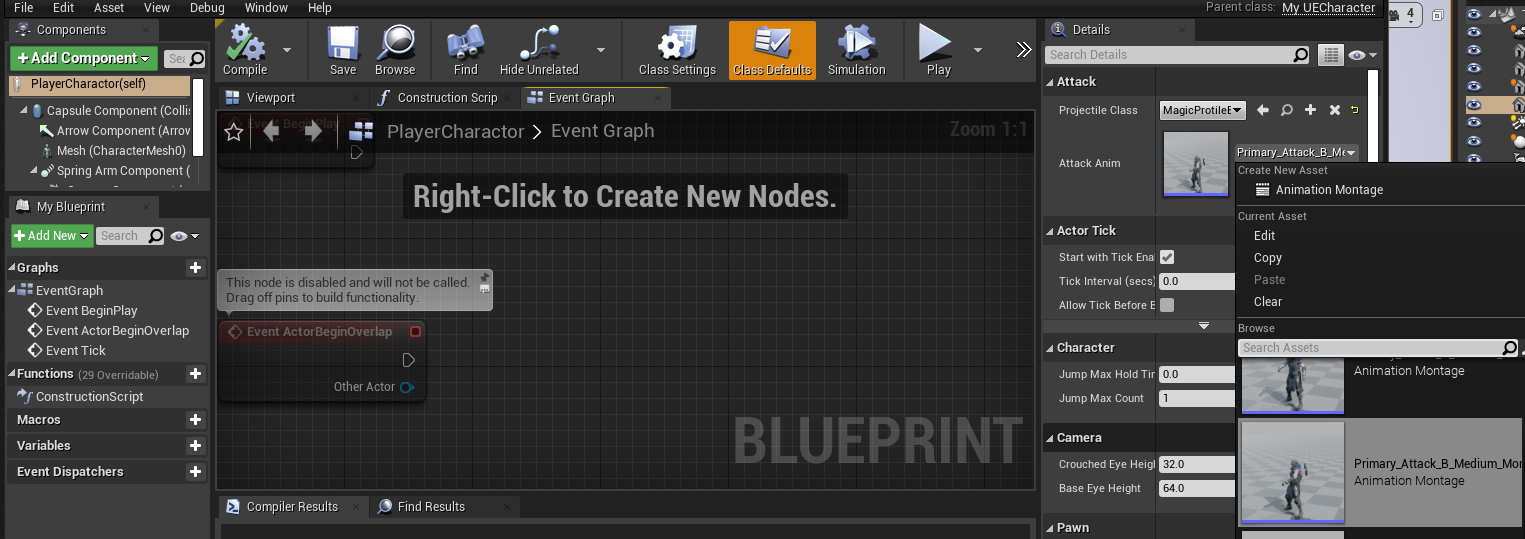 File Edit Asset View Debug Window Help
Parent class: My UECharacter
4
Components
Add Component
PlayerCharactor(self)
Capsule Component (Collis
Arrow Component (Arrov
Mesh (CharacterMesh0)
Spring Arm Component (
My Blueprint
Add New
Search
Graphs
EventGraph
Event BeginPlay
Event ActorBeginOverlap
Event Tick
Functions (29 Overridable)
ConstructionScript
Macros
Variables
Event Dispatchers
Compile
Save
Browse
Find
Hide Unrelated
Class Settings
Class Defaults
Simulation
Play
Viewport
Construction Scrip
Event Graph
Event BeginPlay
PlayerCharactor > Event Graph
Zoom 1:1
Right-Click to Create New Nodes.
This node is disabled and will not be called.
Drag off pins to build functionality.
Event ActorBeginOverlap
Other Actor
BLUEPRINT
Compiler Results
Find Results
Details
Search Details
Attack
Projectile Class
MagicProtileE
Attack Anim
Primary_Attack_B_Me
Actor Tick
Start with Tick Ena
Tick Interval (secs)
0.0
Allow Tick Before B
Character
Jump Max Hold Tir
0.0
Jump Max Count
1
Camera
Crouched Eye Heigl
32.0
Base Eye Height
64.0
Pawn
Create New Asset
Animation Montage
Current Asset
Edit
Copy
Paste
Clear
Browse
Search Assets
Animation Montage
Primary_Attack_B_Medium_Mor
Animation Montage